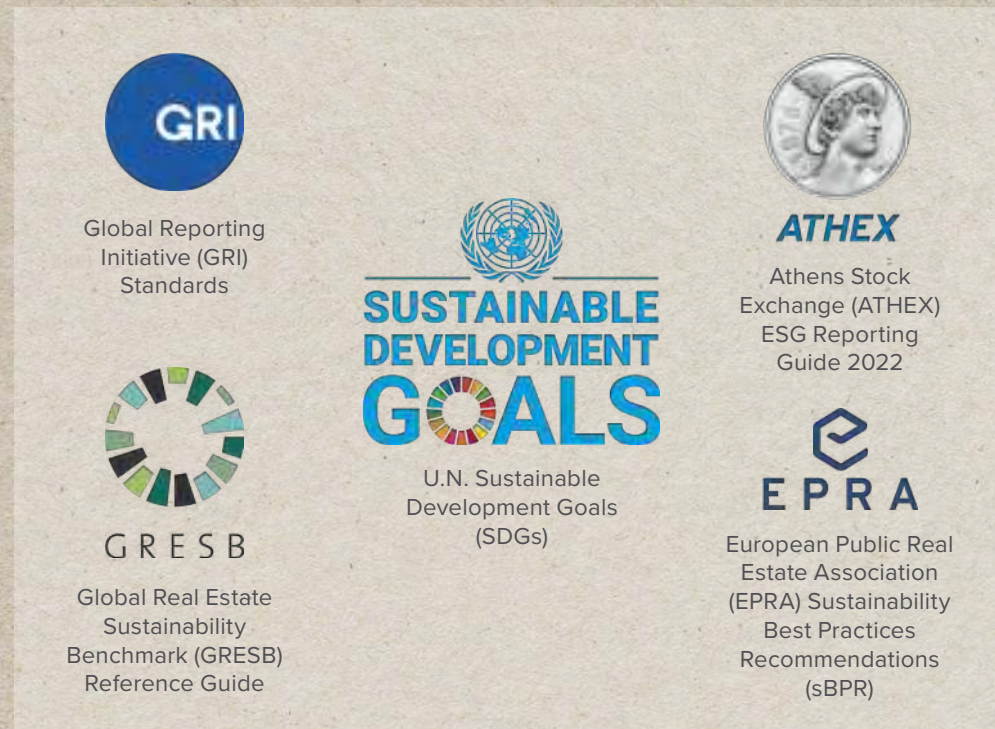 GRI
Global Reporting
Initiative (GRI)
Standards
GRESB
Global Real Estate
Sustainability
Benchmark (GRESB)
Reference Guide
SUSTAINABLE
DEVELOPMENT
GOALS
U.N. Sustainable
Development Goals
(SDGs)
ATHEX
Athens Stock
Exchange (ATHEX)
ESG Reporting
Guide 2022
EPRA
European Public Real
Estate Association
(EPRA) Sustainability
Best Practices
Recommendations
(sBPR)